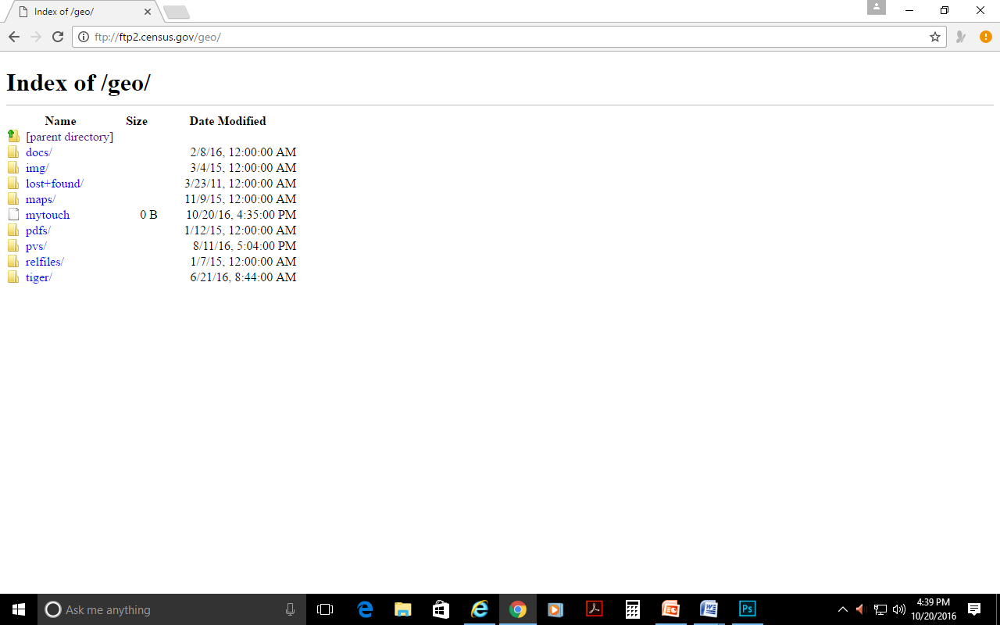 Index of /geo/
ftp://ftp2.census.gov/geo/
Index of /geo/
Name Size Date Modified
[parent directory]
docs/ 2/8/16, 12:00:00 AM
img/ 3/4/15, 12:00:00 AM
lost+found/ 3/23/11, 12:00:00 AM
maps/ 11/9/15, 12:00:00 AM
mytouch 0 B 10/20/16, 4:35:00 PM
pdfs/ 1/12/15, 12:00:00 AM
pvs/ 8/11/16, 5:04:00 PM
relfiles/ 1/7/15, 12:00:00 AM
tiger/ 6/21/16, 8:44:00 AM
Ask me anything
Ps
4:39 PM
10/20/2016